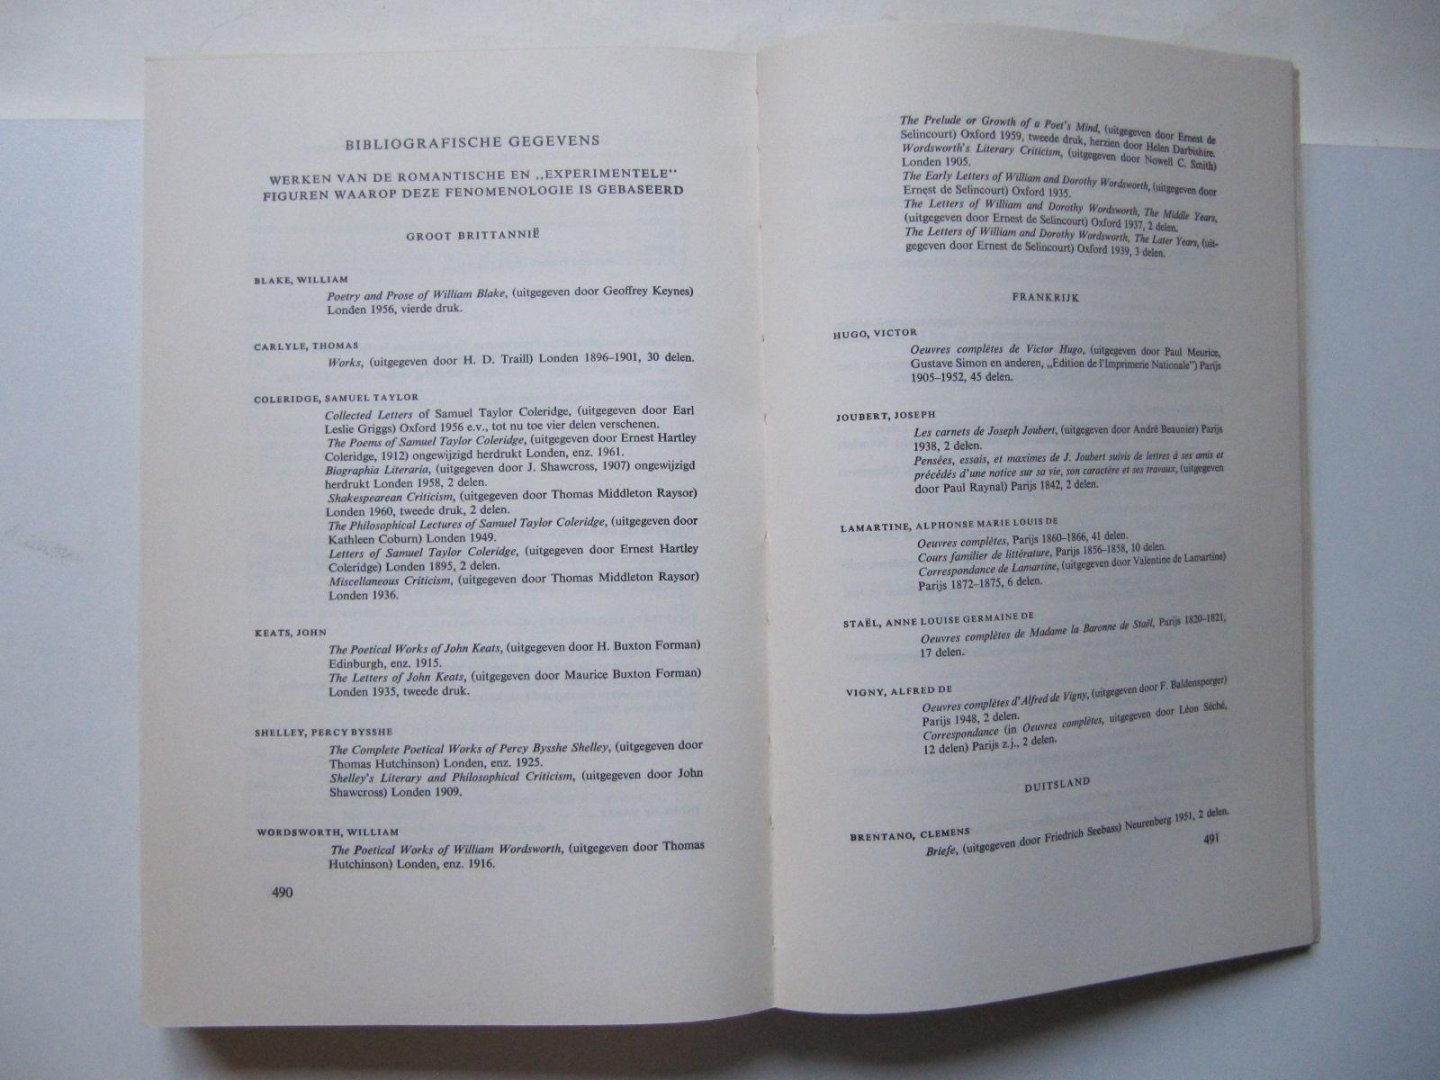 BIBLIOGRAFISCHE GEGEVENS
WERKEN VAN DE ROMANTISCHE EN „EXPERIMENTELE"
FIGUREN WAAROP DEZE FENOMENOLOGIE IS GEBASEERD
GROOT BRITTANNIË
BLAKE, WILLIAM
Poetry and Prose of William Blake, (uitgegeven door Geoffrey Keynes)
Londen 1956, vierde druk.
CARLYLE, THOMAS
Works, (uitgegeven door H. D. Traill) Londen 1896–1901, 30 delen.
COLERIDGE, SAMUEL TAYLOR
Collected Letters of Samuel Taylor Coleridge, (uitgegeven door Earl
Leslie Griggs) Oxford 1956 e.v., tot nu toe vier delen verschenen.
The Poems of Samuel Taylor Coleridge, (uitgegeven door Ernest Hartley
Coleridge, 1912) ongewijzigd herdrukt Londen, enz. 1961.
Biographia Literaria, (uitgegeven door J. Shawcross, 1907) ongewijzigd
herdrukt Londen 1958, 2 delen.
Shakespearean Criticism, (uitgegeven door Thomas Middleton Raysor)
Londen 1960, tweede druk, 2 delen.
The Philosophical Lectures of Samuel Taylor Coleridge, (uitgegeven door
Kathleen Coburn) Londen 1949.
Letters of Samuel Taylor Coleridge, (uitgegeven door Ernest Hartley
Coleridge) Londen 1895, 2 delen.
Miscellaneous Criticism, (uitgegeven door Thomas Middleton Raysor)
Londen 1936.
KEATS, JOHN
The Poetical Works of John Keats, (uitgegeven door H. Buxton Forman)
Edinburgh, enz. 1915.
The Letters of John Keats, (uitgegeven door Maurice Buxton Forman)
Londen 1935, tweede druk.
SHELLEY, PERCY BYSSHE
The Complete Poetical Works of Percy Bysshe Shelley, (uitgegeven door
Thomas Hutchinson) Londen, enz. 1925.
Shelley's Literary and Philosophical Criticism, (uitgegeven door John
Shawcross) Londen 1909.
WORDSWORTH, WILLIAM
The Poetical Works of William Wordsworth, (uitgegeven door Thomas
Hutchinson) Londen, enz. 1916.
490
The Prelude or Growth of a Poet's Mind, (uitgegeven door Ernest de
Selincourt) Oxford 1959, tweede druk, herzien door Helen Darbishire.
Wordsworth's Literary Criticism, (uitgegeven door Nowell C. Smith)
Londen 1905.
The Early Letters of William and Dorothy Wordsworth, (uitgegeven door
Ernest de Selincourt) Oxford 1935.
The Letters of William and Dorothy Wordsworth, The Middle Years,
(uitgegeven door Ernest de Selincourt) Oxford 1937, 2 delen.
The Letters of William and Dorothy Wordsworth, The Later Years, (uit-
gegeven door Ernest de Selincourt) Oxford 1939, 3 delen.
FRANKRIJK
HUGO, VICTOR
Oeuvres complètes de Victor Hugo, (uitgegeven door Paul Meurice,
Gustave Simon en anderen, „Edition de l'Imprimerie Nationale") Parijs
1905–1952, 45 delen.
JOUBERT, JOSEPH
Les carnets de Joseph Joubert, (uitgegeven door André Beaunier) Parijs
1938, 2 delen.
Pensées, essais, et maximes de J. Joubert suivis de lettres à ses amis et
précédés d'une notice sur sa vie, son caractère et ses travaux, (uitgegeven
door Paul Raynal) Parijs 1842, 2 delen.
LAMARTINE, ALPHONSE MARIE LOUIS DE
Oeuvres complètes, Parijs 1860–1866, 41 delen.
Cours familier de littérature, Parijs 1856–1858, 10 delen.
Correspondance de Lamartine, (uitgegeven door Valentine de Lamartine)
Parijs 1872–1875, 6 delen.
STAËL, ANNE LOUISE GERMAINE DE
Oeuvres complètes de Madame la Baronne de Staël, Parijs 1820–1821,
17 delen.
VIGNY, ALFRED DE
Oeuvres complètes d'Alfred de Vigny, (uitgegeven door F. Baldensperger)
Parijs 1948, 2 delen.
Correspondance (in Oeuvres complètes, uitgegeven door Léon Séché,
12 delen) Parijs z.j., 2 delen.
DUITSLAND
BRENTANO, CLEMENS
Briefe, (uitgegeven door Friedrich Seebass) Neurenberg 1951, 2 delen.
491